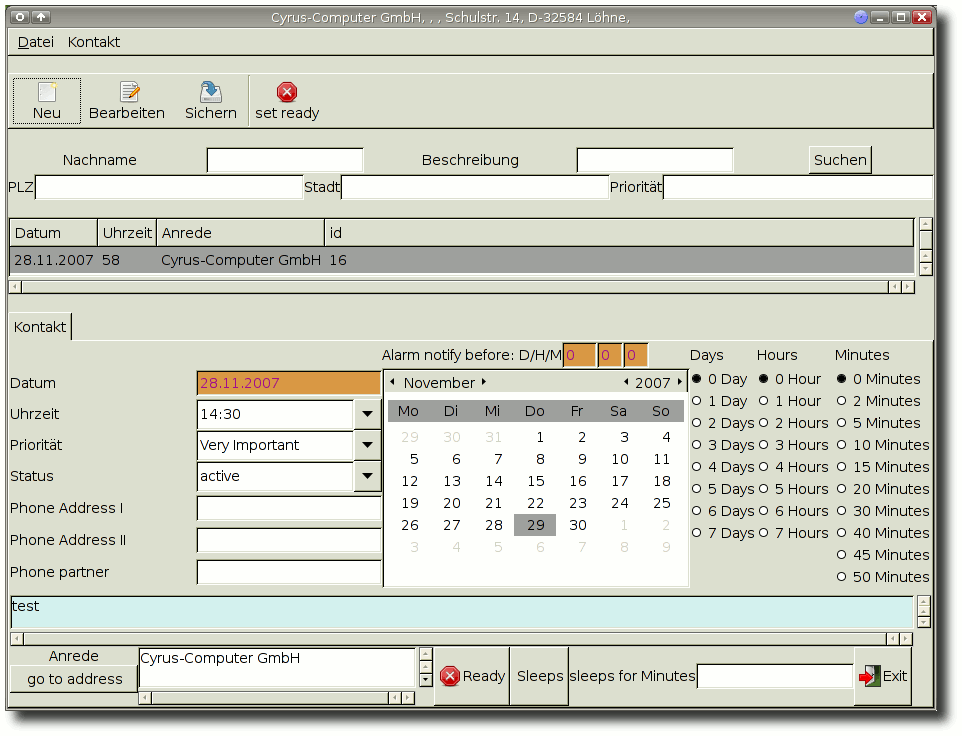 Cyrus-Computer GmbH, , , Schulstr. 14, D-32584 Löhne,
Datei Kontakt
Neu Bearbeiten Sichern set ready
Nachname Beschreibung Suchen
PLZ Stadt Priorität
Datum Uhrzeit Anrede id
28.11.2007 58 Cyrus-Computer GmbH 16
Kontakt
Alarm notify before: D/H/M 0 0 0 Days Hours Minutes
Datum 28.11.2007
Uhrzeit 14:30
Priorität Very Important
Status active
Phone Address I
Phone Address II
Phone partner
November 2007
Mo Di Mi Do Fr Sa So
29 30 31 1 2 3 4
5 6 7 8 9 10 11
12 13 14 15 16 17 18
19 20 21 22 23 24 25
26 27 28 29 30 1 2
3 4 5 6 7 8 9
0 Day 0 Hour 0 Minutes
1 Day 1 Hour 2 Minutes
2 Days 2 Hours 5 Minutes
3 Days 3 Hours 10 Minutes
4 Days 4 Hours 15 Minutes
5 Days 5 Hours 20 Minutes
6 Days 6 Hours 30 Minutes
7 Days 7 Hours 40 Minutes
45 Minutes
50 Minutes
test
Anrede Cyrus-Computer GmbH
go to address Ready Sleeps sleeps for Minutes Exit